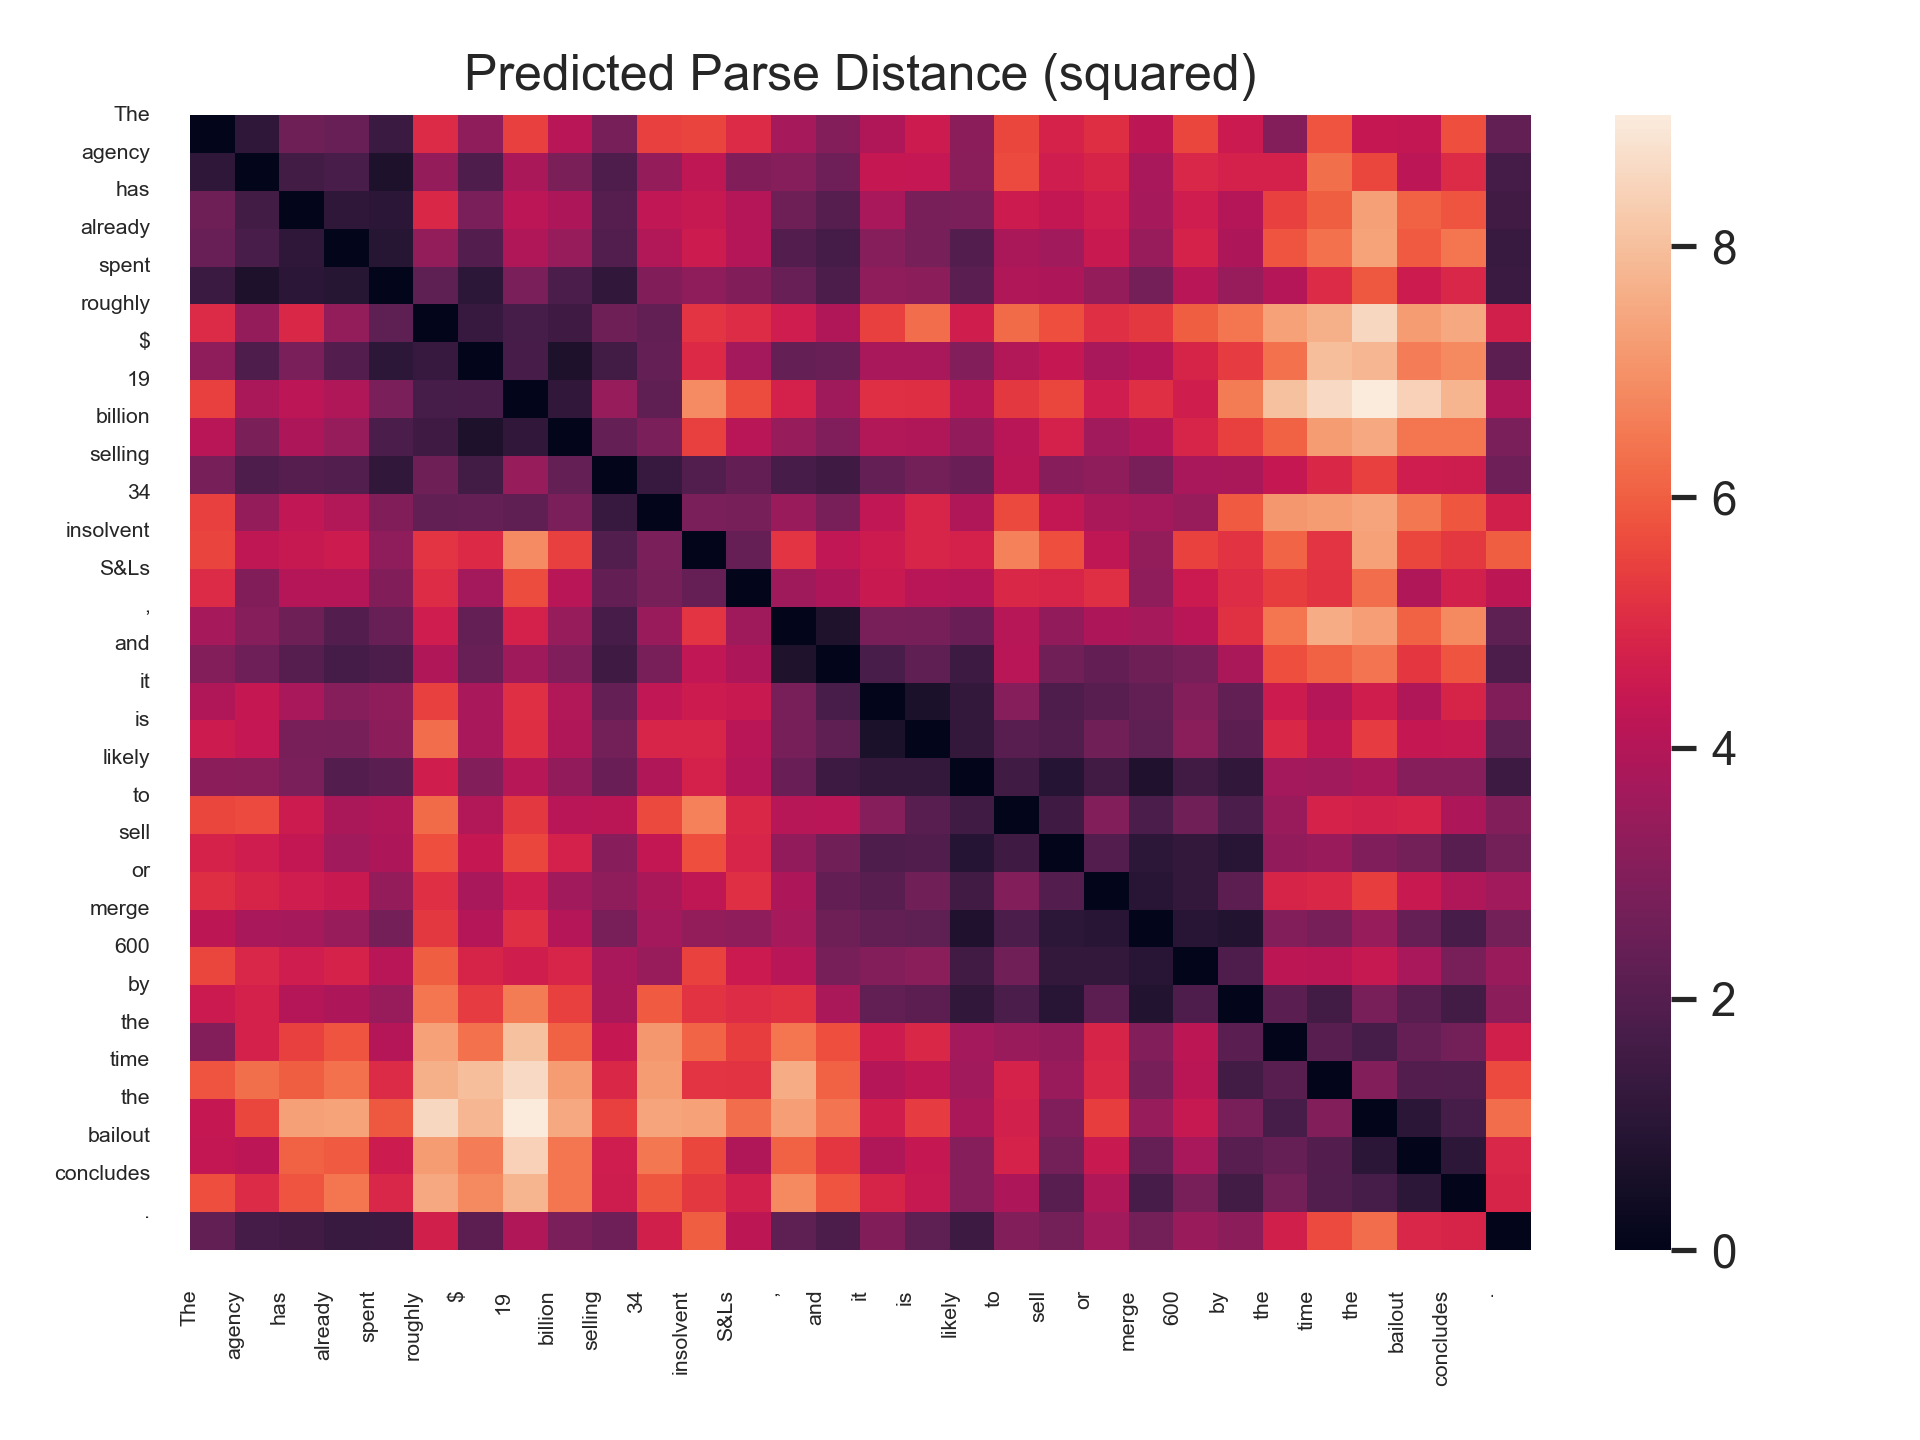 Predicted Parse Distance (squared)
The
agency
has
already
spent
roughly
$
19
billion
selling
34
insolvent
S&Ls
,
and
it
is
likely
to
sell
or
merge
600
by
the
time
the
bailout
concludes
.
8
6
4
2
0
The
agency
has
already
spent
roughly
$
19
billion
selling
34
insolvent
S&Ls
,
and
it
is
likely
to
sell
or
merge
600
by
the
time
the
bailout
concludes
.